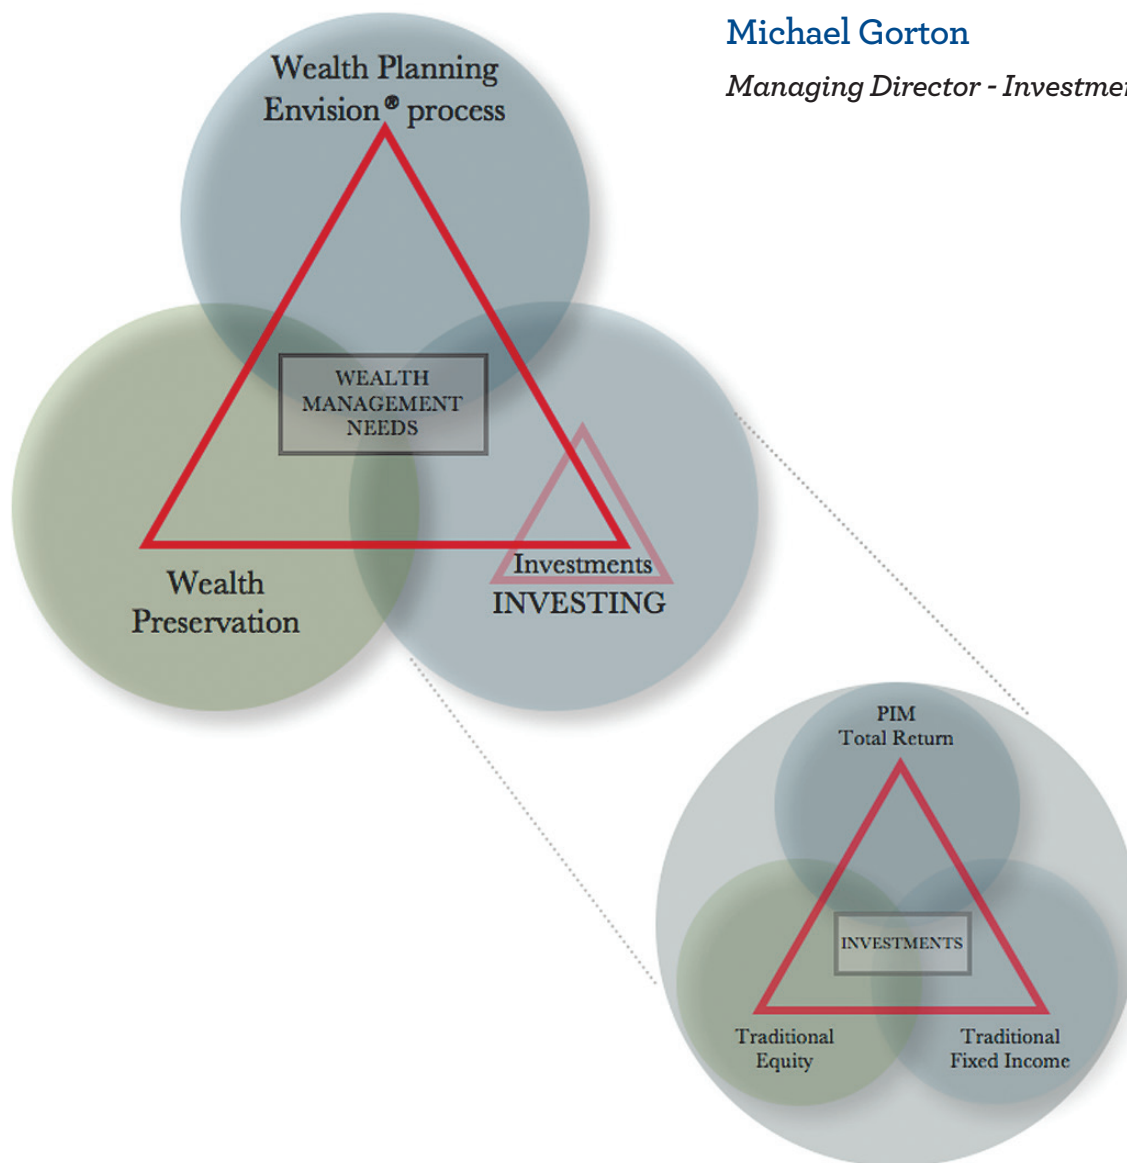 Michael Gorton
Managing Director - Investmen
Wealth Planning
Envision® process
WEALTH
MANAGEMENT
NEEDS
Investments
INVESTING
Wealth
Preservation
PIM
Total Return
INVESTMENTS
Traditional
Equity
Traditional
Fixed Income